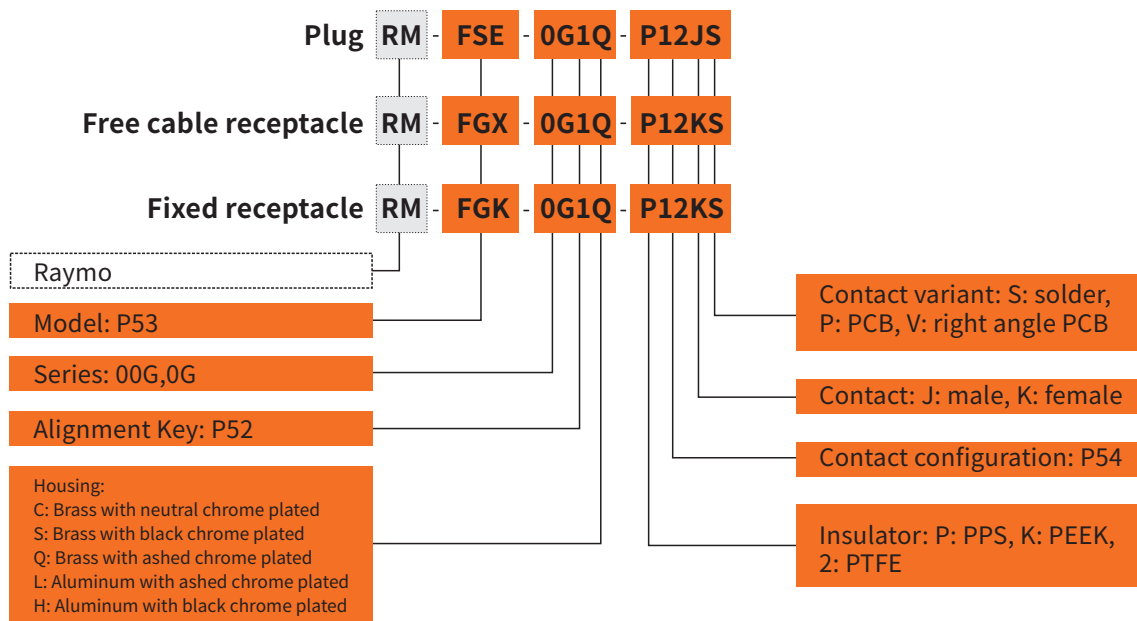 Plug RM - FSE - 0G1Q - P12JS
Free cable receptacle RM - FGX - 0G1Q - P12KS
Fixed receptacle RM - FGK - 0G1Q - P12KS
Raymo
Model: P53
Series: 00G,0G
Alignment Key: P52
Housing:
C: Brass with neutral chrome plated
S: Brass with black chrome plated
Q: Brass with ashed chrome plated
L: Aluminum with ashed chrome plated
H: Aluminum with black chrome plated
Contact variant: S: solder,
P: PCB, V: right angle PCB
Contact: J: male, K: female
Contact configuration: P54
Insulator: P: PPS, K: PEEK,
2: PTFE